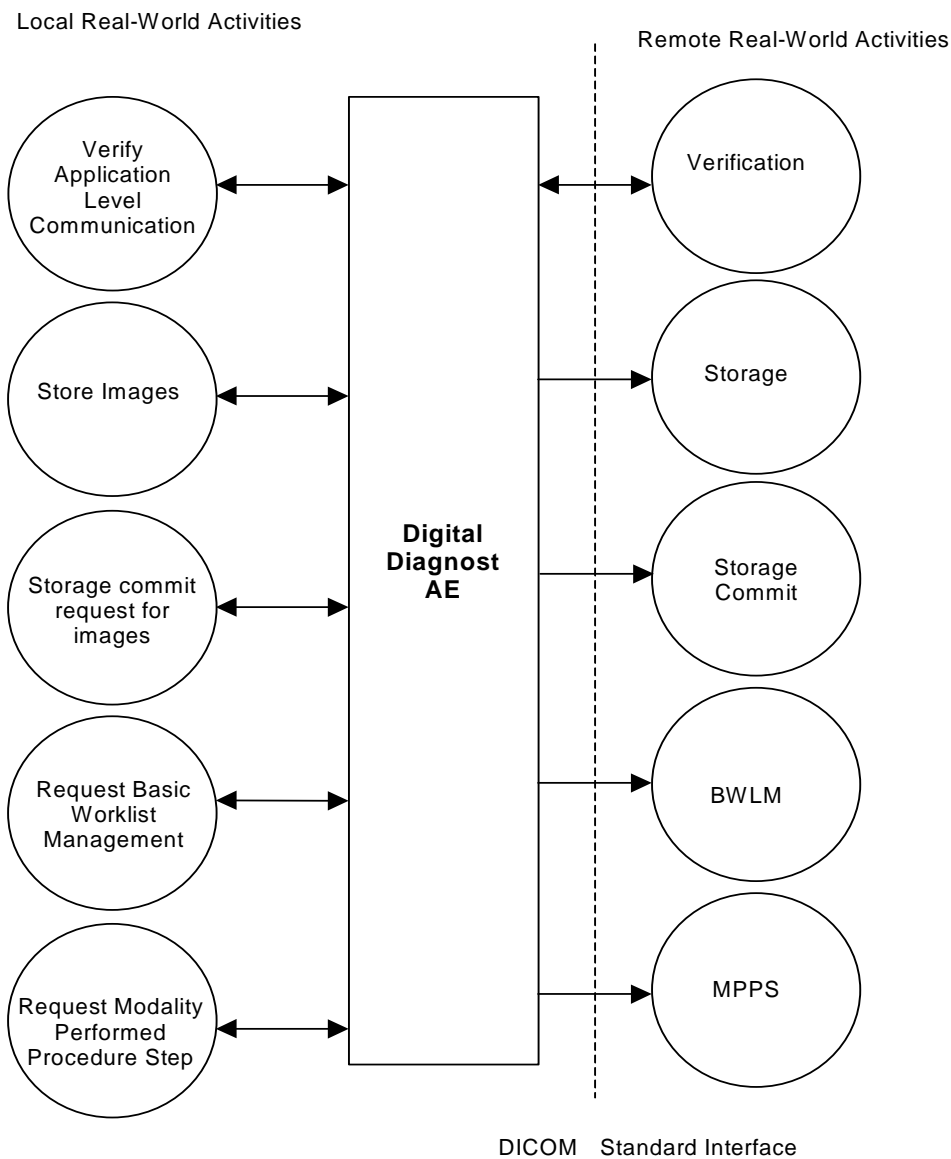 Local Real-World Activities
Remote Real-World Activities
Verify
Application
Level
Communication
Verification
Store Images
Storage
Storage commit
request for
images
Digital
Diagnost
AE
Storage
Commit
Request Basic
Worklist
Management
BWLM
Request Modality
Performed
Procedure Step
MPPS
DICOM Standard Interface